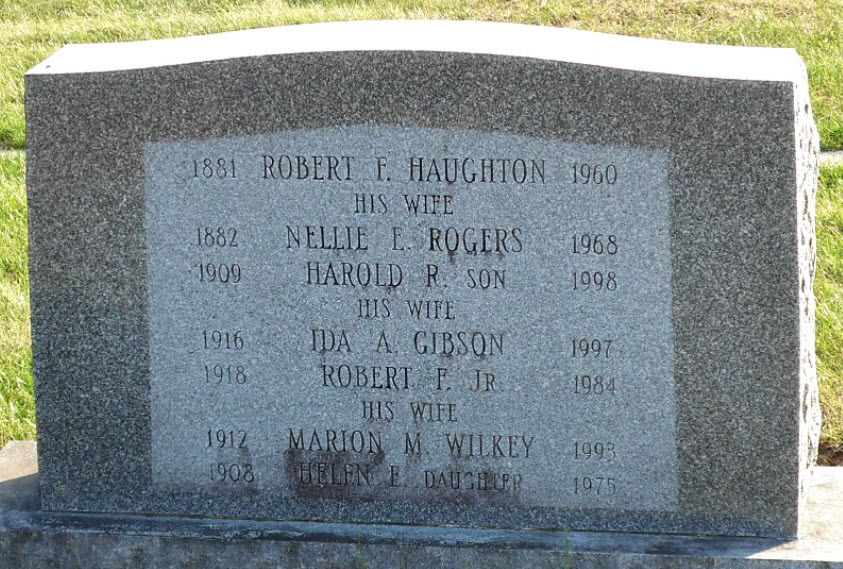 1881 ROBERT F. HAUGHTON 1960
HIS WIFE
1882 NELLIE E. ROGERS 1968
1909 HAROLD R. SON 1998
HIS WIFE
1916 IDA A. GIBSON 1997
1918 ROBERT F. JR 1984
HIS WIFE
1912 MARION M. WILKEY 1993
1908 HELEN E. DAUGHTER 1975